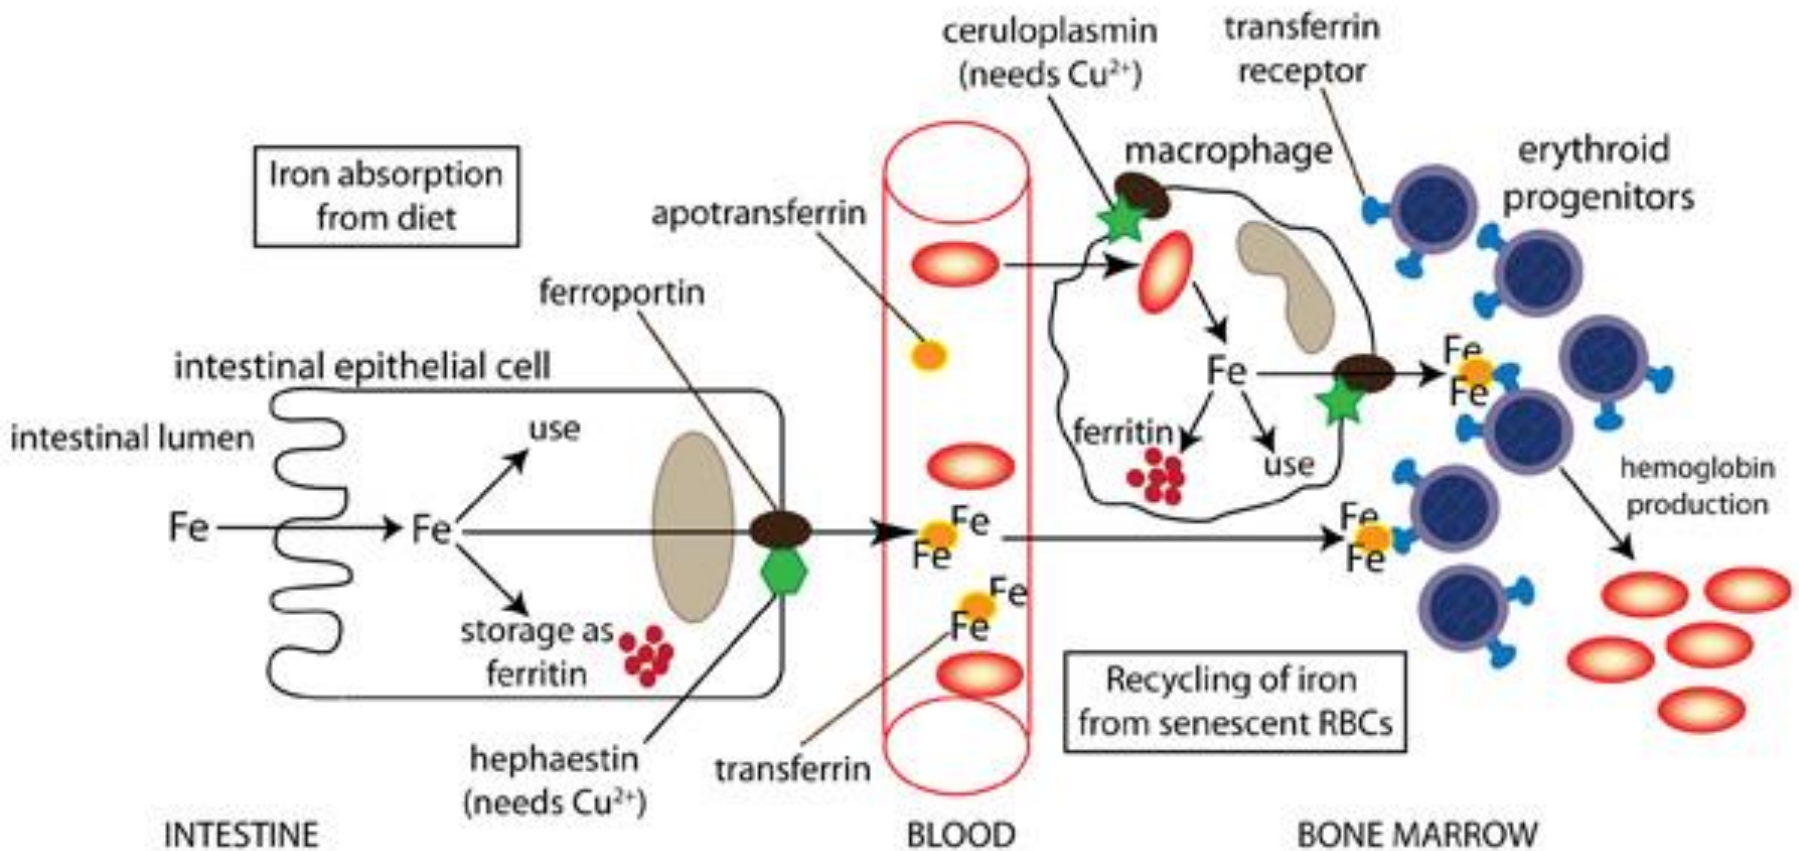 ceruloplasmin
(needs Cu²⁺)
transferrin
receptor
macrophage
erythroid
progenitors
Iron absorption
from diet
apotransferrin
ferroportin
intestinal epithelial cell
intestinal lumen
use
Fe
Fe
storage as
ferritin
hephaestin
(needs Cu²⁺)
transferrin
Fe
Fe
Fe
Fe
Fe
ferritin
use
Fe
Fe
Fe
Fe
hemoglobin
production
Recycling of iron
from senescent RBCs
INTESTINE
BLOOD
BONE MARROW